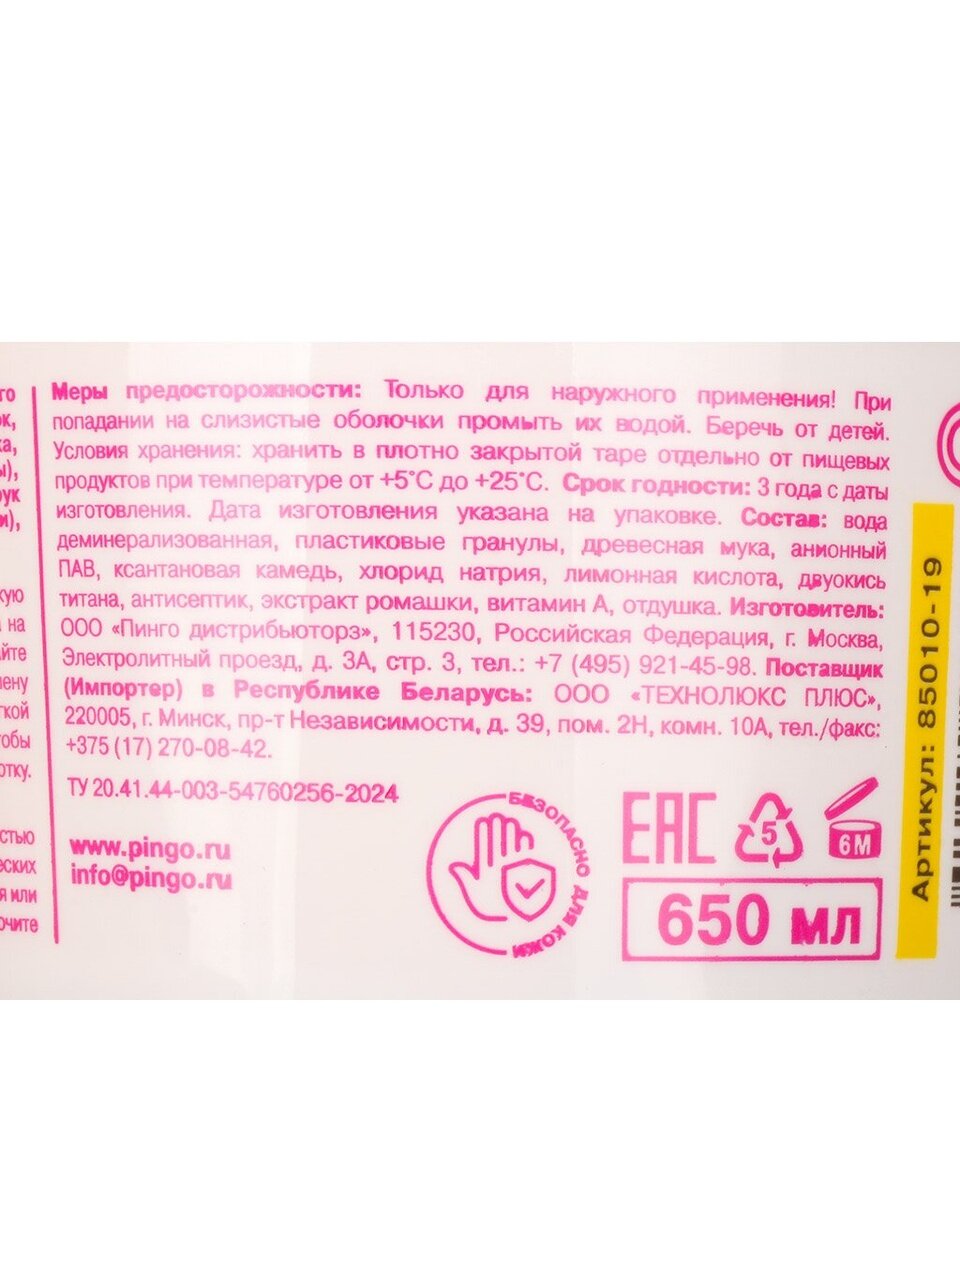 Меры предосторожности: Только для наружного применения! При
попадании на слизистые оболочки промыть их водой. Беречь от детей.
Условия хранения: хранить в плотно закрытой таре отдельно от пищевых
продуктов при температуре от +5°С до +25°С. Срок годности: 3 года с даты
изготовления. Дата изготовления указана на упаковке. Состав: вода
деминерализованная, пластиковые гранулы, древесная мука, анионный
ПАВ, ксантановая камедь, хлорид натрия, лимонная кислота, двуокись
титана, антисептик, экстракт ромашки, витамин А, отдушка. Изготовитель:
ООО «Пинго дистрибьюторз», 115230, Российская Федерация, г. Москва,
Электролитный проезд, д. 3А, стр. 3, тел.: +7 (495) 921-45-98. Поставщик
(Импортер) в Республике Беларусь: ООО «ТЕХНОЛЮКС ПЛЮС»,
220005, г. Минск, пр-т Независимости, д. 39, пом. 2Н, комн. 10А, тел./факс:
+375 (17) 270-08-42.
ТУ 20.41.44-003-54760256-2024
www.pingo.ru
info@pingo.ru
БЕЗОПАСНО ДЛЯ КОЖИ
EAC
5
6M
650 мл
Артикул: 85010-19